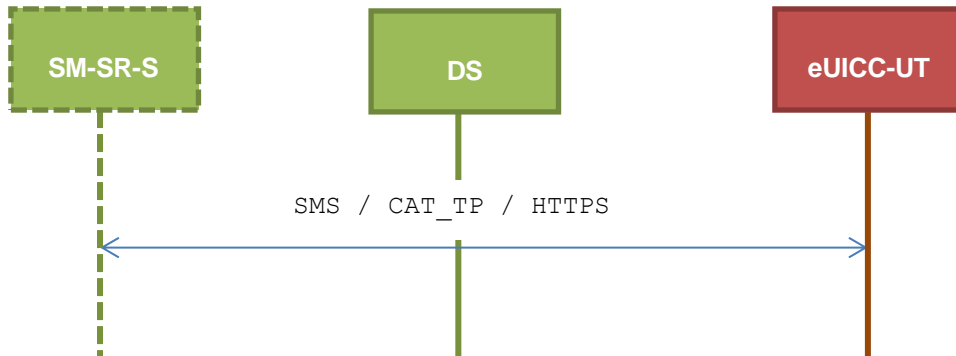 SM-SR-S
DS
eUICC-UT
SMS / CAT_TP / HTTPS